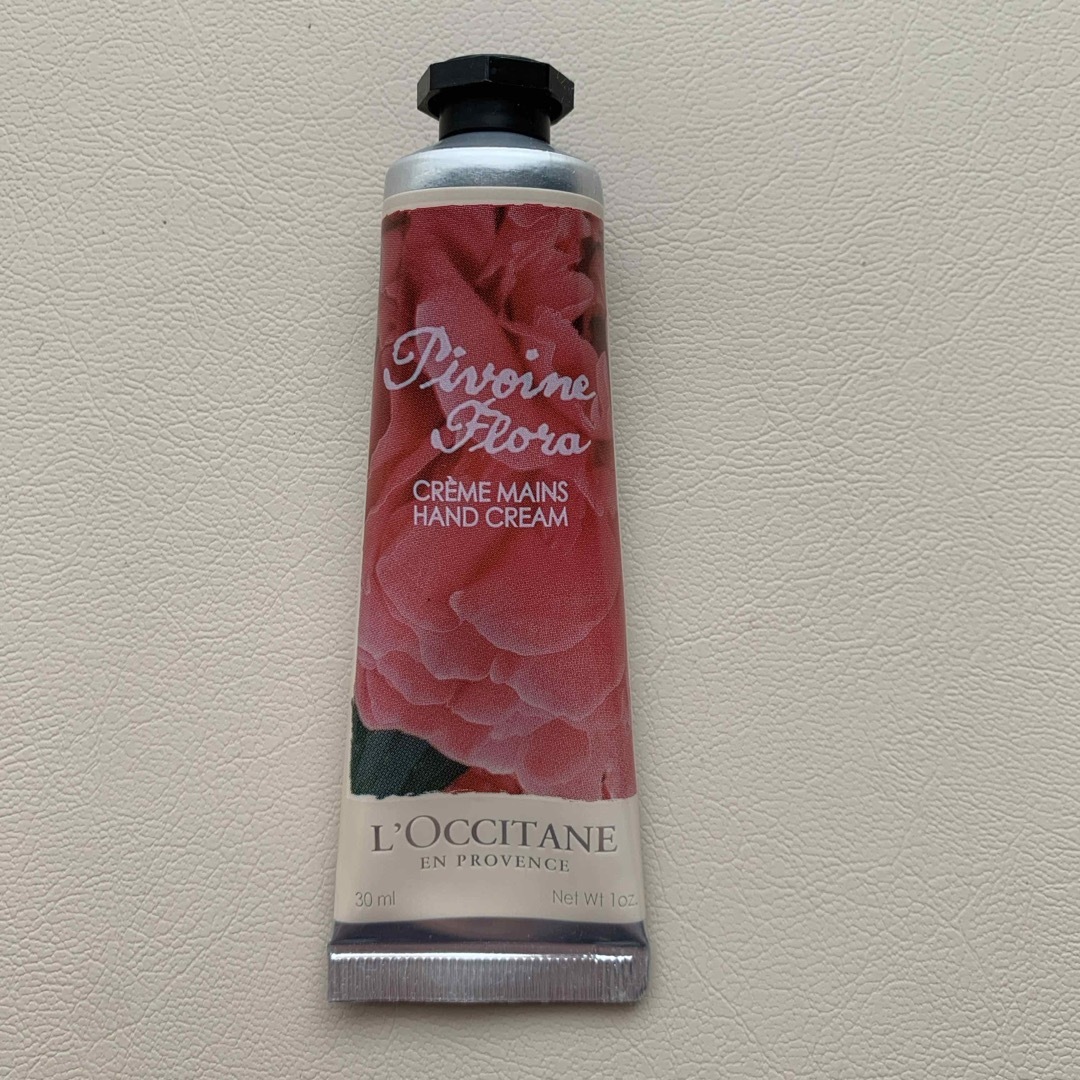 Pivoine
Flora
CRÈME MAINS
HAND CREAM
L'OCCITANE
EN PROVENCE
30 ml Net Wt 1oz.